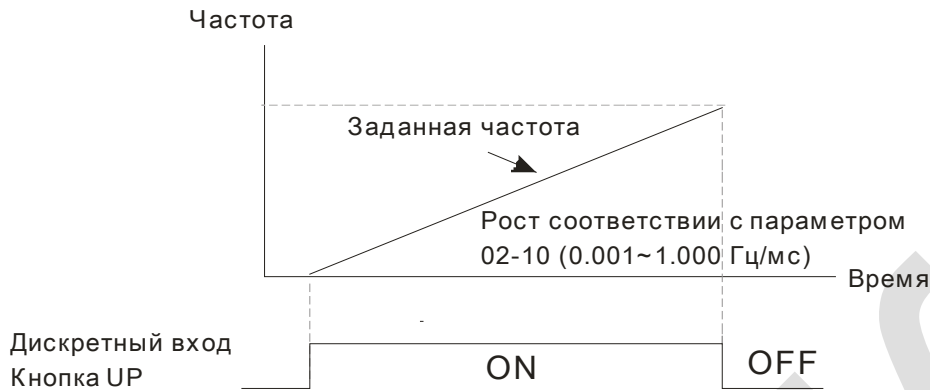 Частота
Заданная частота
Рост соответствии с параметром
02-10 (0.001~1.000 Гц/мс)
Время
Дискретный вход
Кнопка UP
ON
OFF